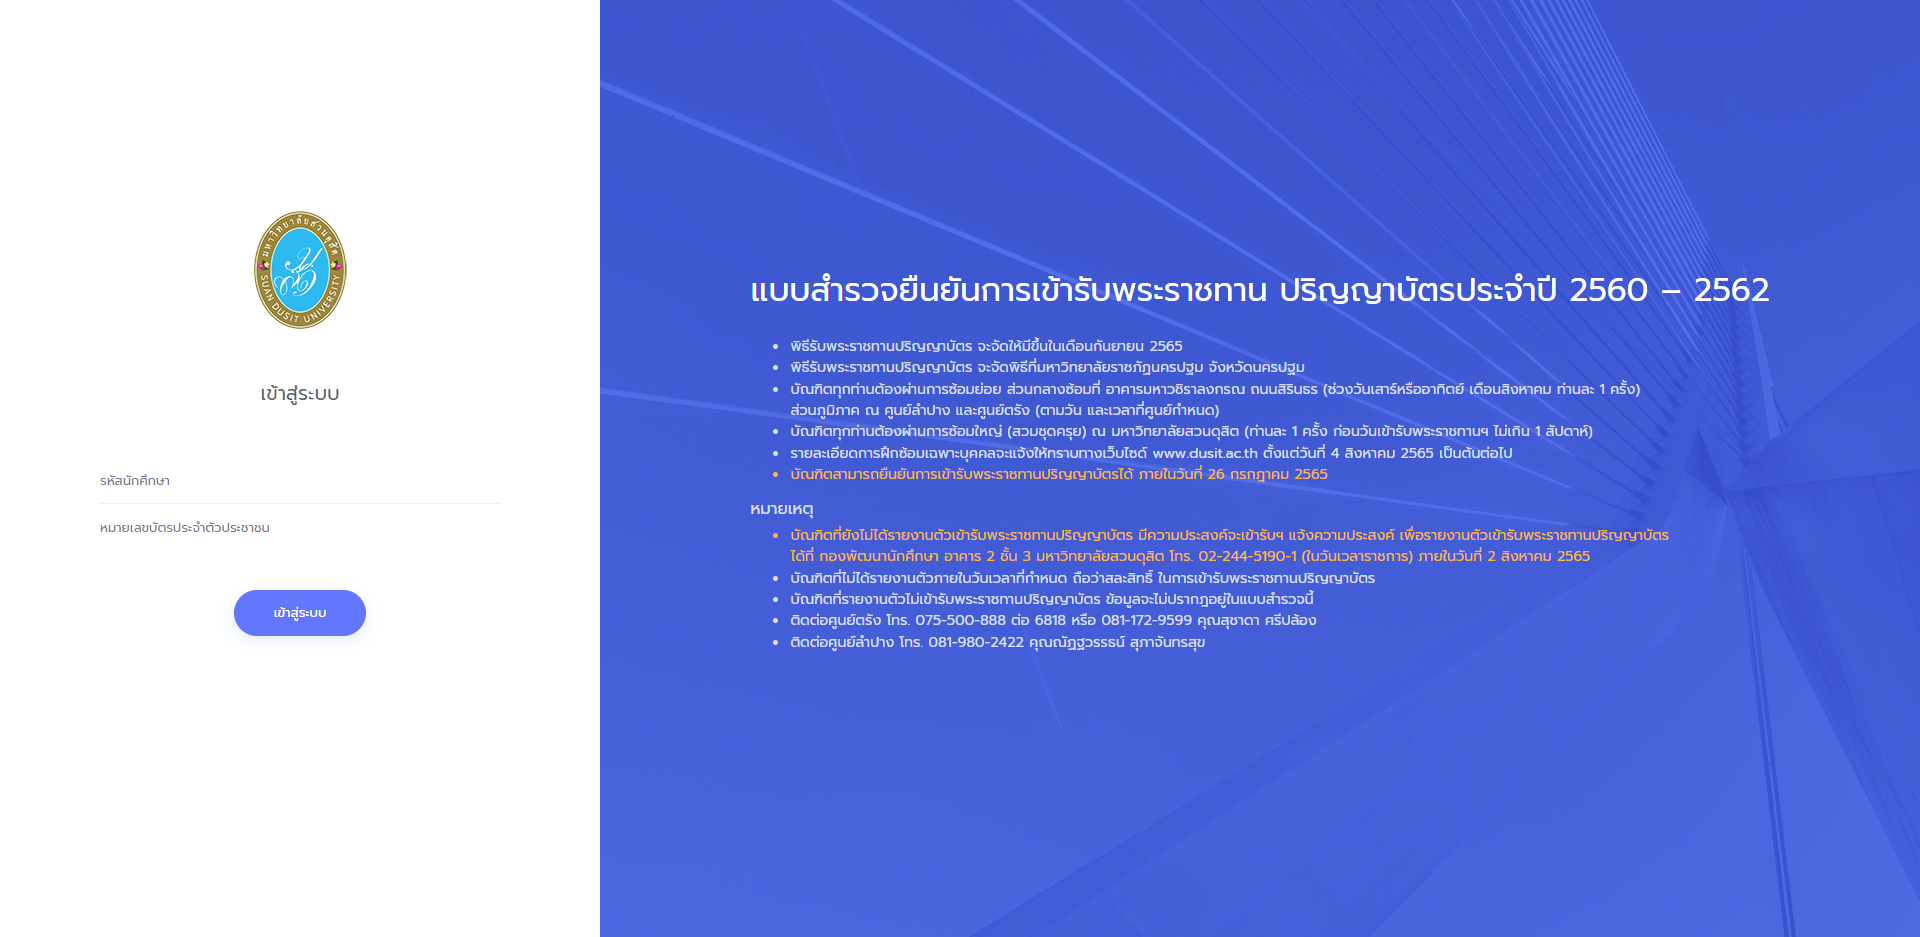 มหาวิทยาลัยสวนดุสิต
SUAN DUSIT UNIVERSITY
เข้าสู่ระบบ
รหัสนักศึกษา
หมายเลขบัตรประจำตัวประชาชน
เข้าสู่ระบบ
แบบสำรวจยืนยันการเข้ารับพระราชทาน ปริญญาบัตรประจำปี 2560 – 2562
• พิธีรับพระราชทานปริญญาบัตร จะจัดให้มีขึ้นในเดือนกันยายน 2565
• พิธีรับพระราชทานปริญญาบัตร จะจัดพิธีที่มหาวิทยาลัยราชภัฏนครปฐม จังหวัดนครปฐม
• บัณฑิตทุกท่านต้องผ่านการซ้อมย่อย ส่วนกลางซ้อมที่ อาคารมหาวชิราลงกรณ ถนนสิรินธร (ช่วงวันเสาร์หรืออาทิตย์ เดือนสิงหาคม ท่านละ 1 ครั้ง)
ส่วนภูมิภาค ณ ศูนย์ลำปาง และศูนย์ตรัง (ตามวัน และเวลาที่ศูนย์กำหนด)
• บัณฑิตทุกท่านต้องผ่านการซ้อมใหญ่ (สวมชุดครุย) ณ มหาวิทยาลัยสวนดุสิต (ท่านละ 1 ครั้ง ก่อนวันเข้ารับพระราชทานฯ ไม่เกิน 1 สัปดาห์)
• รายละเอียดการฝึกซ้อมเฉพาะบุคคลจะแจ้งให้ทราบทางเว็บไซด์ www.dusit.ac.th ตั้งแต่วันที่ 4 สิงหาคม 2565 เป็นต้นต่อไป
• บัณฑิตสามารถยืนยันการเข้ารับพระราชทานปริญญาบัตรได้ ภายในวันที่ 26 กรกฎาคม 2565
หมายเหตุ
• บัณฑิตที่ยังไม่ได้รายงานตัวเข้ารับพระราชทานปริญญาบัตร มีความประสงค์จะเข้ารับฯ แจ้งความประสงค์ เพื่อรายงานตัวเข้ารับพระราชทานปริญญาบัตร
ได้ที่ กองพัฒนานักศึกษา อาคาร 2 ชั้น 3 มหาวิทยาลัยสวนดุสิต โทร. 02-244-5190-1 (ในวันเวลาราชการ) ภายในวันที่ 2 สิงหาคม 2565
• บัณฑิตที่ไม่ได้รายงานตัวภายในวันเวลาที่กำหนด ถือว่าสละสิทธิ์ ในการเข้ารับพระราชทานปริญญาบัตร
• บัณฑิตที่รายงานตัวไม่เข้ารับพระราชทานปริญญาบัตร ข้อมูลจะไม่ปรากฎอยู่ในแบบสำรวจนี้
• ติดต่อศูนย์ตรัง โทร. 075-500-888 ต่อ 6818 หรือ 081-172-9599 คุณสุชาดา ศรีปล้อง
• ติดต่อศูนย์ลำปาง โทร. 081-980-2422 คุณณัฏฐวรรธน์ สุภาจันทรสุข